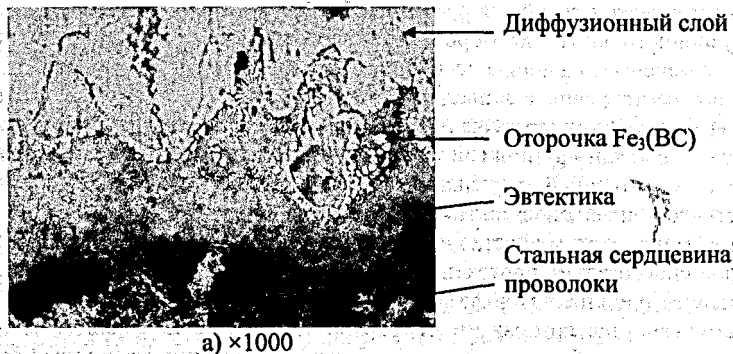 Диффузионный слой
Оторочка Fe₃(BC)
Эвтектика
Стальная сердцевина
проволоки
а) ×1000